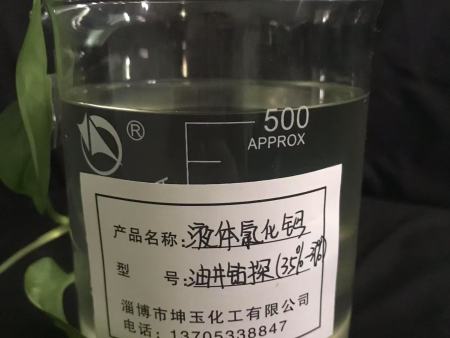 ®
500
APPROX
产品名称:液体氯化钙
型 号:油井钻探(35%-38%)
淄博市坤玉化工有限公司
电话:13705338847